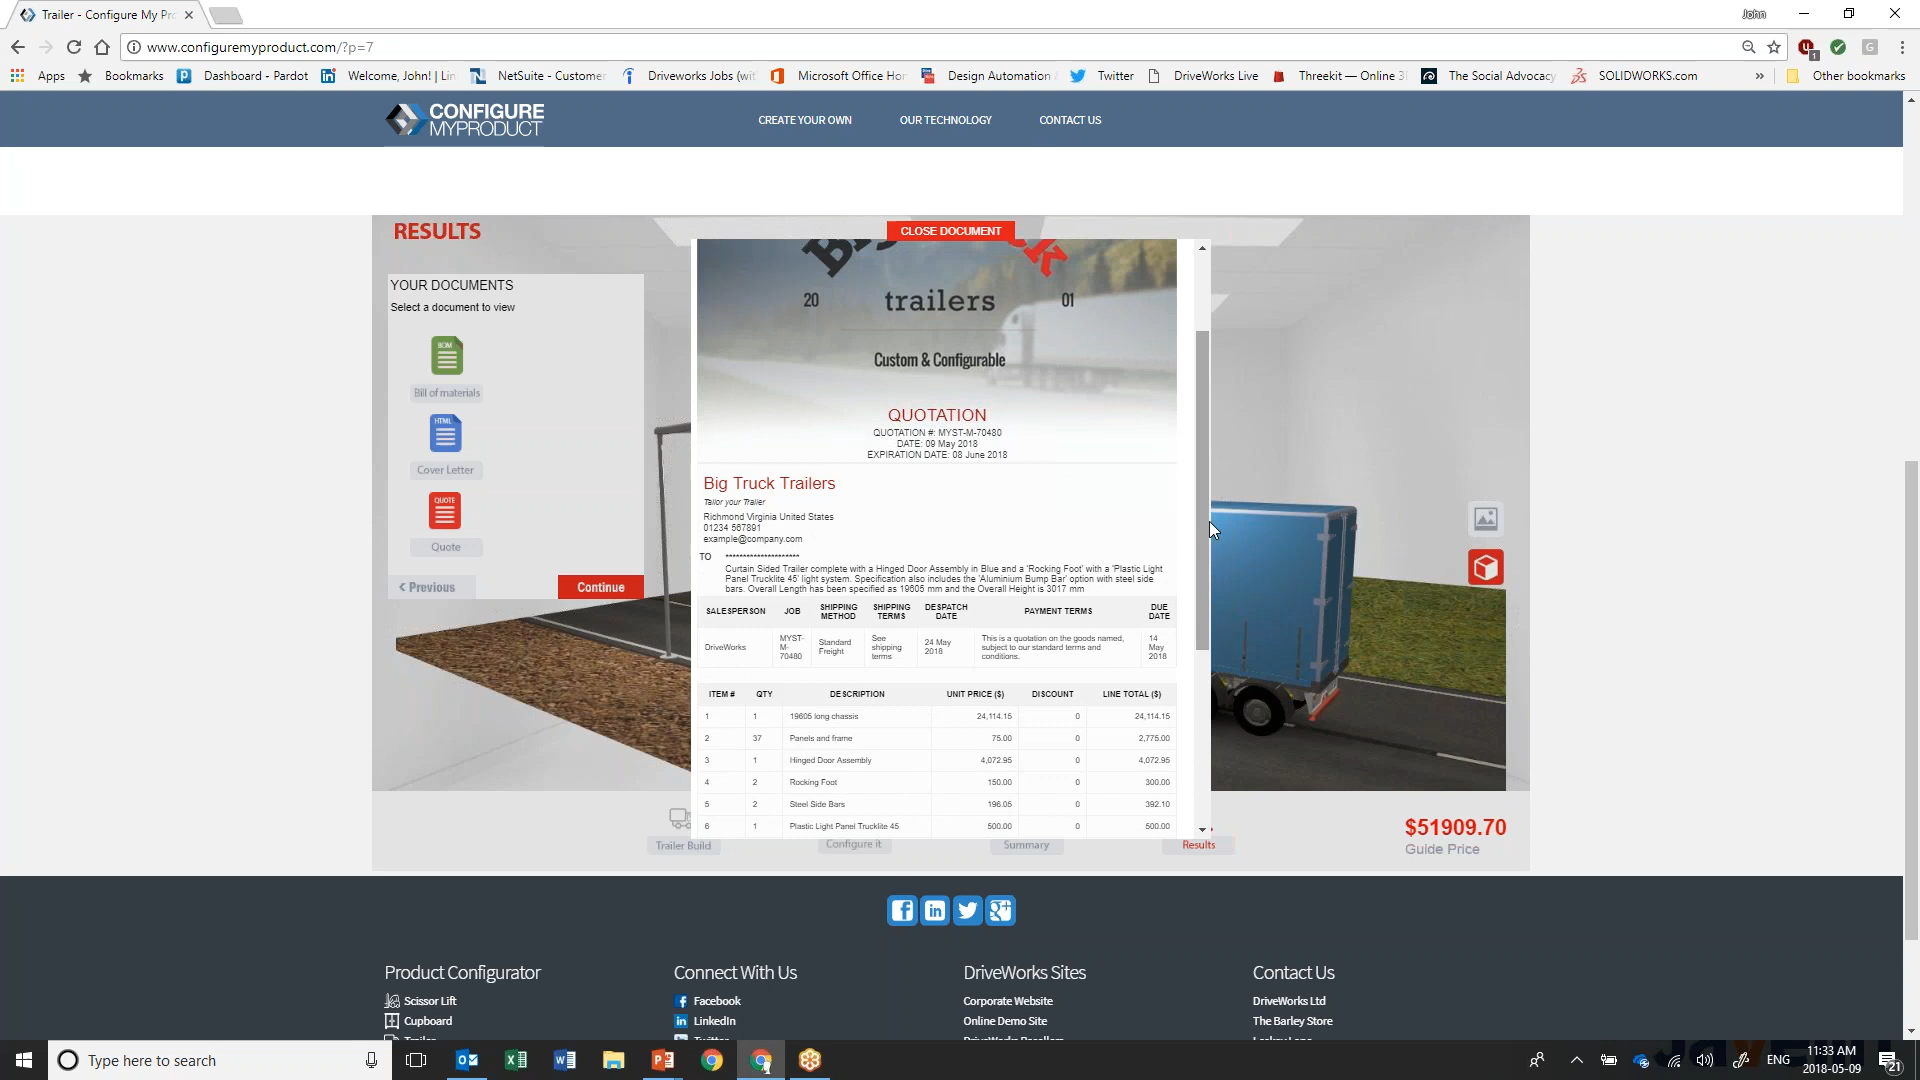 Trailer - Configure My Pro
John
www.configuremyproduct.com/?p=7
Apps
Bookmarks
Dashboard - Pardot
Welcome, John! | Lin
NetSuite - Customer
Driveworks Jobs (wit
Microsoft Office Hor
Design Automation
Twitter
DriveWorks Live
Threekit — Online 3
The Social Advocacy
SOLIDWORKS.com
»
Other bookmarks
CONFIGURE
MYPRODUCT
CREATE YOUR OWN
OUR TECHNOLOGY
CONTACT US
RESULTS
CLOSE DOCUMENT
YOUR DOCUMENTS
Select a document to view
BOM
Bill of materials
HTML
Cover Letter
QUOTE
Quote
< Previous
Continue
20 trailers 01
Custom & Configurable
QUOTATION
QUOTATION #: MYST-M-70480
DATE: 09 May 2018
EXPIRATION DATE: 08 June 2018
Big Truck Trailers
Tailor your Trailer
Richmond Virginia United States
01234 567891
example@company.com
TO *********************
Curtain Sided Trailer complete with a Hinged Door Assembly in Blue and a 'Rocking Foot' with a 'Plastic Light
Panel Trucklite 45' light system. Specification also includes the 'Aluminium Bump Bar' option with steel side
bars. Overall Length has been specified as 19605 mm and the Overall Height is 3017 mm
SALESPERSON JOB SHIPPING METHOD SHIPPING TERMS DESPATCH DATE PAYMENT TERMS DUE DATE
DriveWorks MYST-M-70480 Standard Freight See shipping terms 24 May 2018 This is a quotation on the goods named, subject to our standard terms and conditions. 14 May 2018
ITEM # QTY DESCRIPTION UNIT PRICE ($) DISCOUNT LINE TOTAL ($)
1 1 19605 long chassis 24,114.15 0 24,114.15
2 37 Panels and frame 75.00 0 2,775.00
3 1 Hinged Door Assembly 4,072.95 0 4,072.95
4 2 Rocking Foot 150.00 0 300.00
5 2 Steel Side Bars 196.05 0 392.10
6 1 Plastic Light Panel Trucklite 45 500.00 0 500.00
Trailer Build
Configure it
Summary
Results
$51909.70
Guide Price
Product Configurator
Scissor Lift
Cupboard
Trailer
Connect With Us
Facebook
LinkedIn
Twitter
DriveWorks Sites
Corporate Website
Online Demo Site
DriveWorks Resellers
Contact Us
DriveWorks Ltd
The Barley Store
Type here to search
ENG
11:33 AM
2018-05-09
21